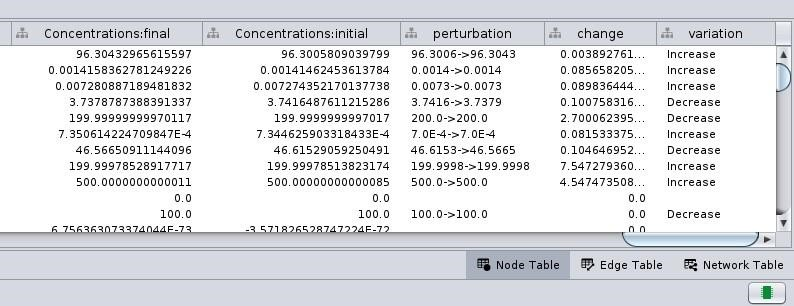 Concentrations:final Concentrations:initial perturbation change variation
96.30432965615597 96.3005809039799 96.3006->96.3043 0.003892761... Increase
0.0014158362781249226 0.00141462453613784 0.0014->0.0014 0.085658205... Increase
0.007280887189481832 0.007274352170137738 0.0073->0.0073 0.089836444... Increase
3.7378787388391337 3.7416487611215286 3.7416->3.7379 0.100758316... Decrease
199.99999999970117 199.9999999997017 200.0->200.0 2.700062395... Decrease
7.350614224709847E-4 7.344625903318433E-4 7.0E-4->7.0E-4 0.081533375... Increase
46.56650911144096 46.61529059250491 46.6153->46.5665 0.104646952... Decrease
199.99978528917717 199.99978513823174 199.9998->199.9998 7.547279360... Increase
500.0000000000011 500.00000000000085 500.0->500.0 4.547473508... Increase
0.0 0.0 0.0
100.0 100.0 100.0->100.0 0.0 Decrease
6.756363073374044E-73 -3.571826528747224E-72 0.0
Node Table Edge Table Network Table